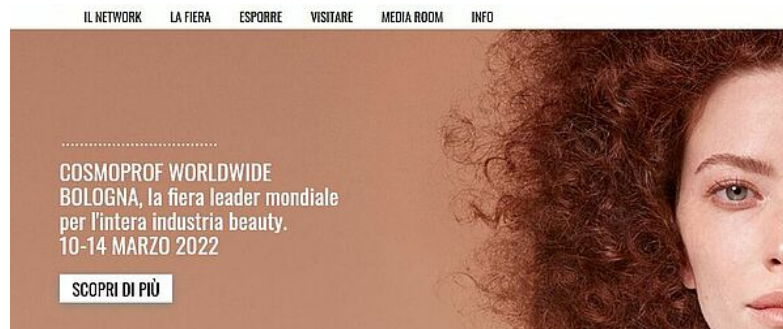 IL NETWORK LA FIERA ESPORRE VISITARE MEDIA ROOM INFO
COSMOPROF WORLDWIDE
BOLOGNA, la fiera leader mondiale
per l'intera industria beauty.
10-14 MARZO 2022
SCOPRI DI PIÙ